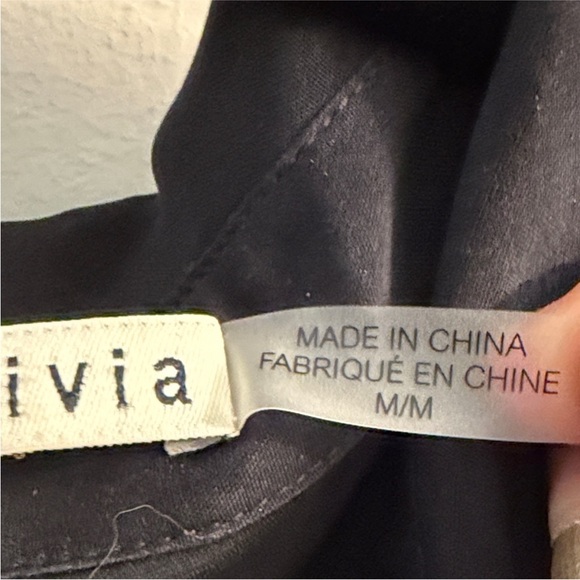 ivia
MADE IN CHINA
FABRIQUÉ EN CHINE
M/M